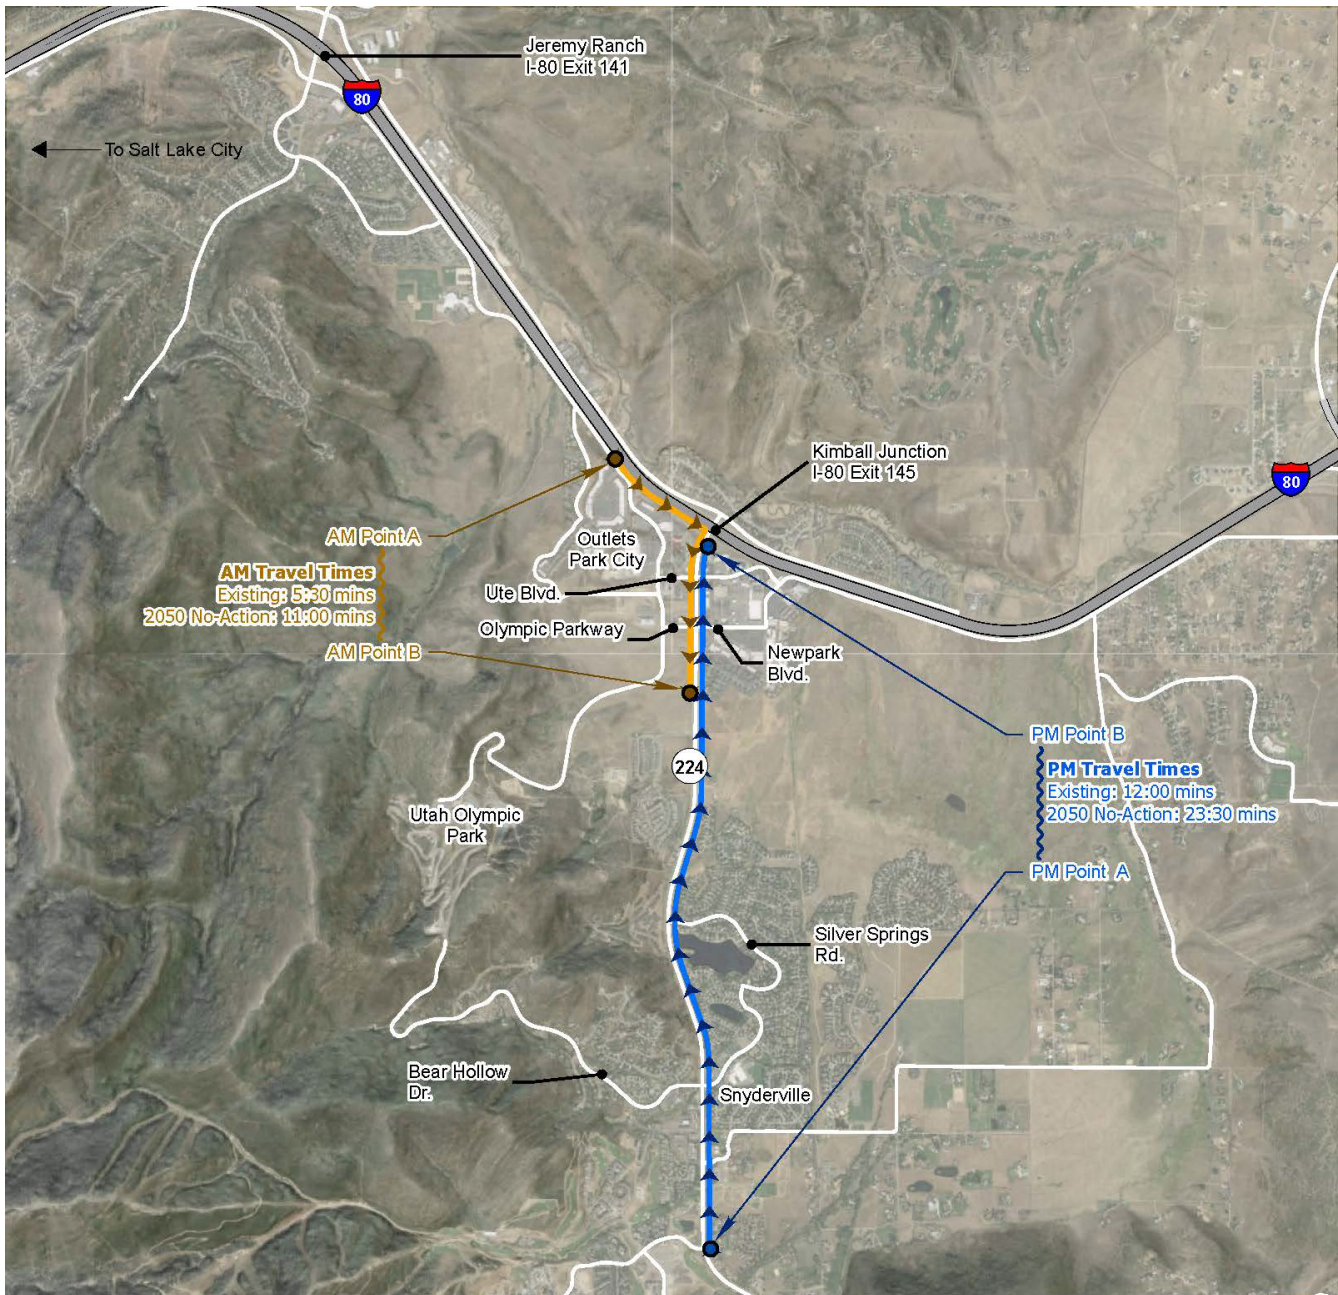 Jeremy Ranch
I-80 Exit 141
80
To Salt Lake City
Kimball Junction
I-80 Exit 145
80
AM Point A
Outlets
Park City
AM Travel Times
Existing: 5:30 mins
2050 No-Action: 11:00 mins
Ute Blvd.
Olympic Parkway
AM Point B
Newpark
Blvd.
PM Point B
224
PM Travel Times
Existing: 12:00 mins
2050 No-Action: 23:30 mins
Utah Olympic
Park
PM Point A
Silver Springs
Rd.
Bear Hollow
Dr.
Snyderville